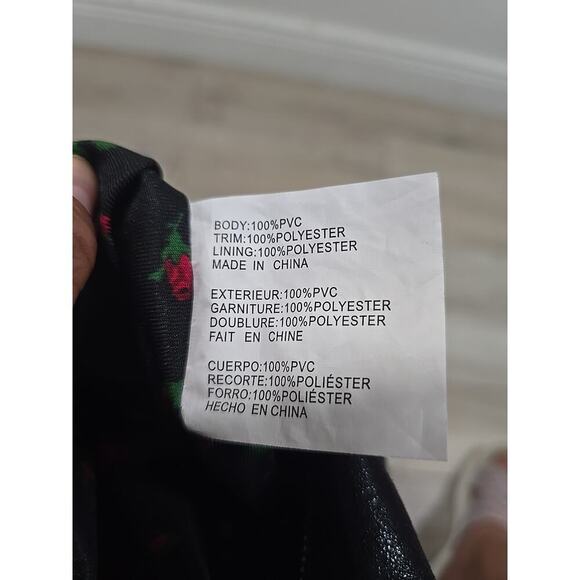 BODY:100%PVC
TRIM:100%POLYESTER
LINING:100%POLYESTER
MADE IN CHINA
EXTERIEUR:100%PVC
GARNITURE:100%POLYESTER
DOUBLURE:100%POLYESTER
FAIT EN CHINE
CUERPO:100%PVC
RECORTE:100%POLIÉSTER
FORRO:100%POLIÉSTER
HECHO EN CHINA